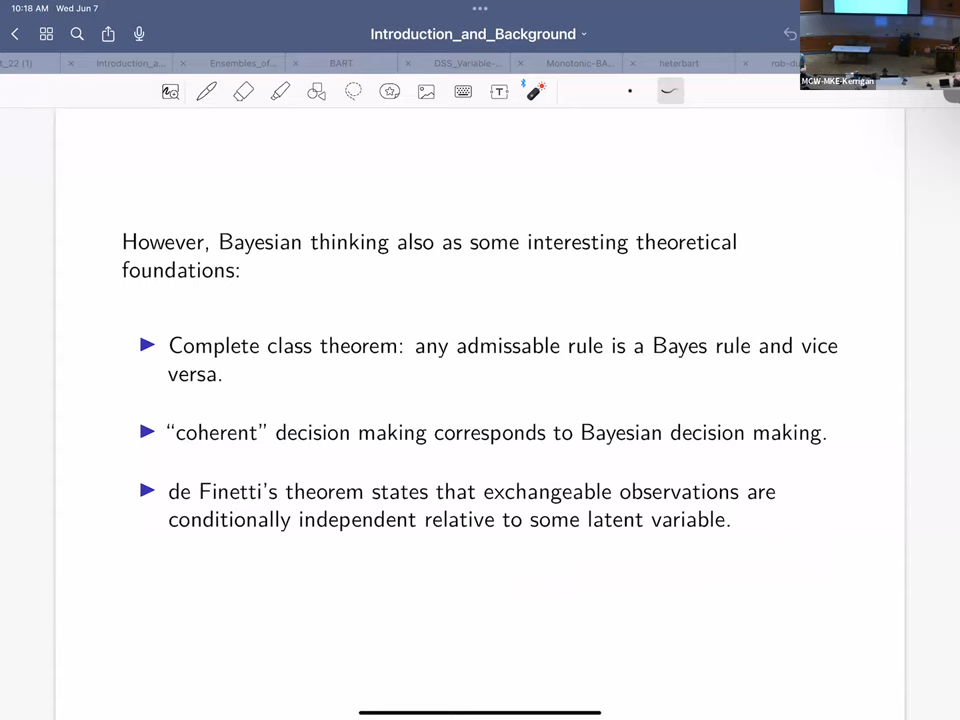 10:18 AM Wed Jun 7
Introduction_and_Background
t_22 (1)
Introduction_a...
Ensembles_of...
BART
DSS_Variable-...
Monotonic-BA...
heterbart
rob-du
MCW-MKE-Kerrigan
T
However, Bayesian thinking also as some interesting theoretical
foundations:
Complete class theorem: any admissable rule is a Bayes rule and vice
versa.
“coherent” decision making corresponds to Bayesian decision making.
de Finetti’s theorem states that exchangeable observations are
conditionally independent relative to some latent variable.